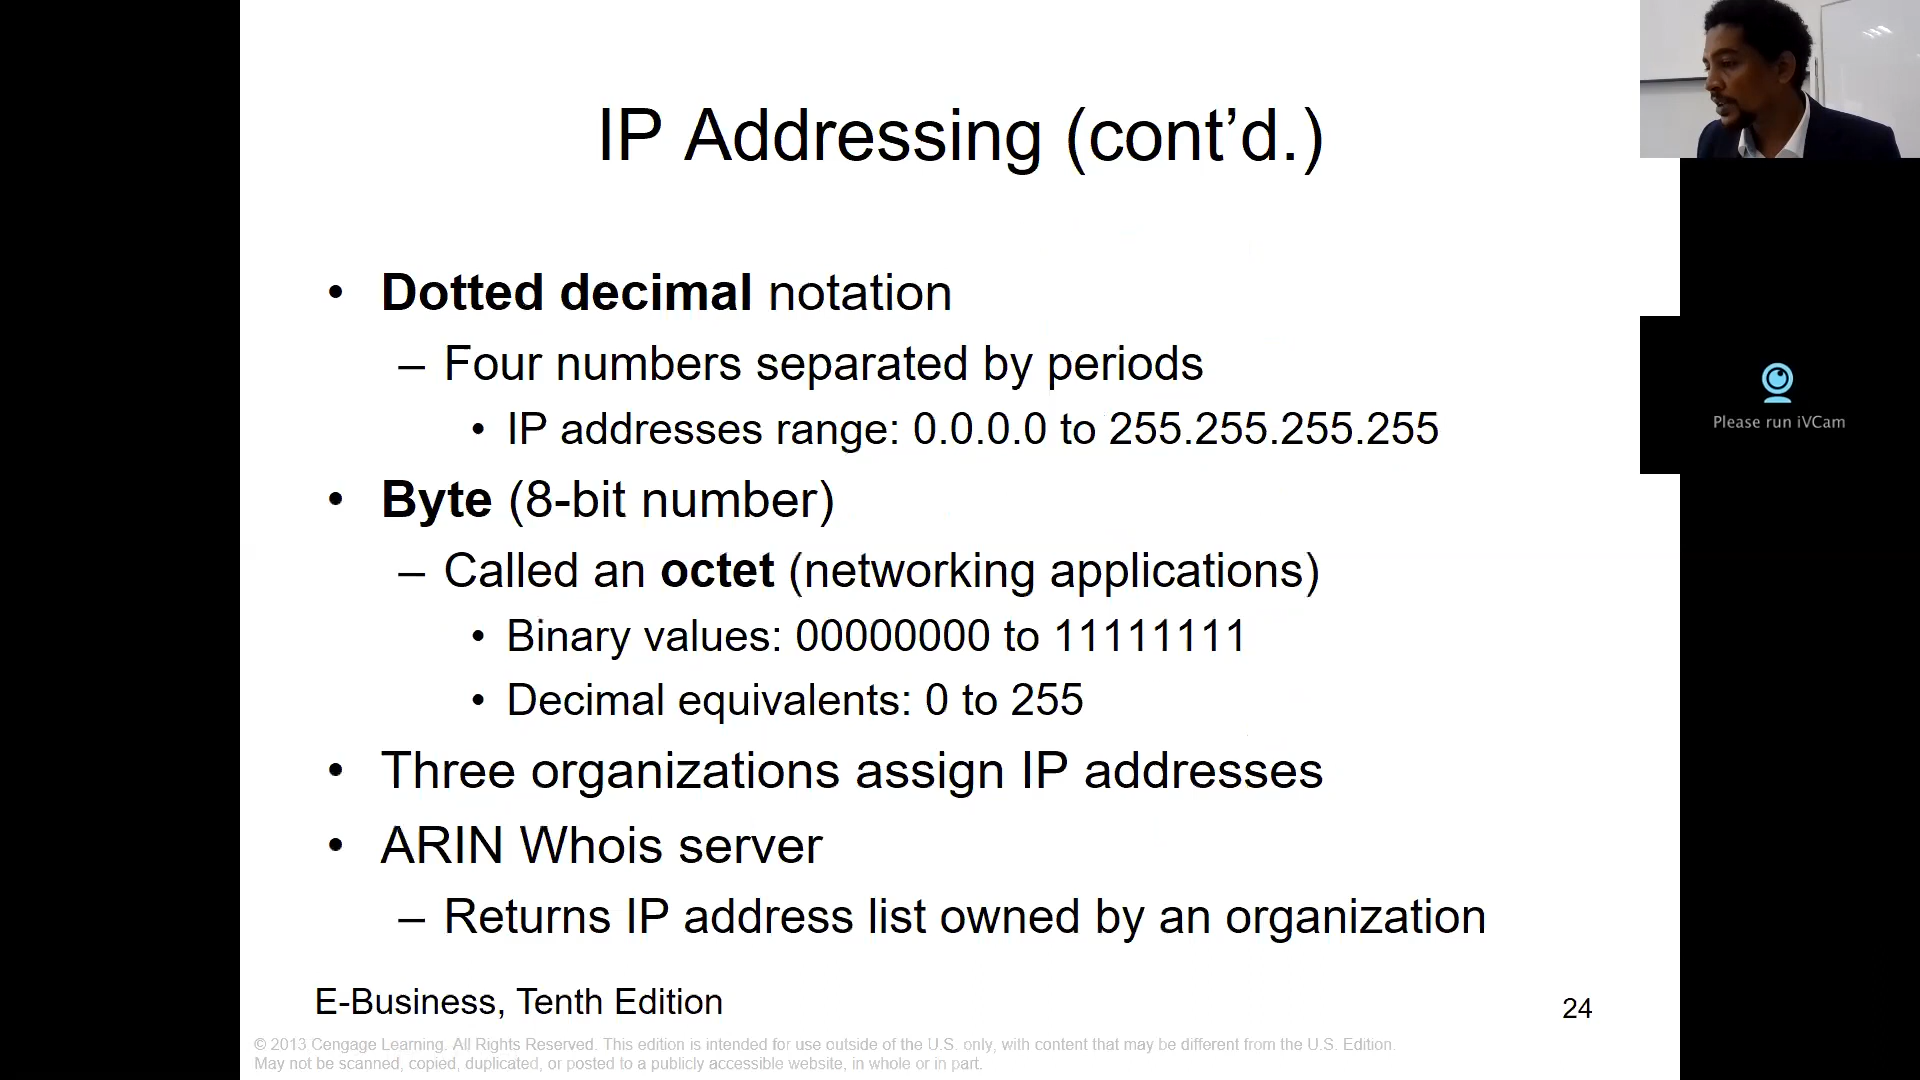 IP Addressing (cont’d.)
• Dotted decimal notation
– Four numbers separated by periods
• IP addresses range: 0.0.0.0 to 255.255.255.255
• Byte (8-bit number)
– Called an octet (networking applications)
• Binary values: 00000000 to 11111111
• Decimal equivalents: 0 to 255
• Three organizations assign IP addresses
• ARIN Whois server
– Returns IP address list owned by an organization
E-Business, Tenth Edition
24
© 2013 Cengage Learning. All Rights Reserved. This edition is intended for use outside of the U.S. only, with content that may be different from the U.S. Edition.
May not be scanned, copied, duplicated, or posted to a publicly accessible website, in whole or in part.
Please run iVCam